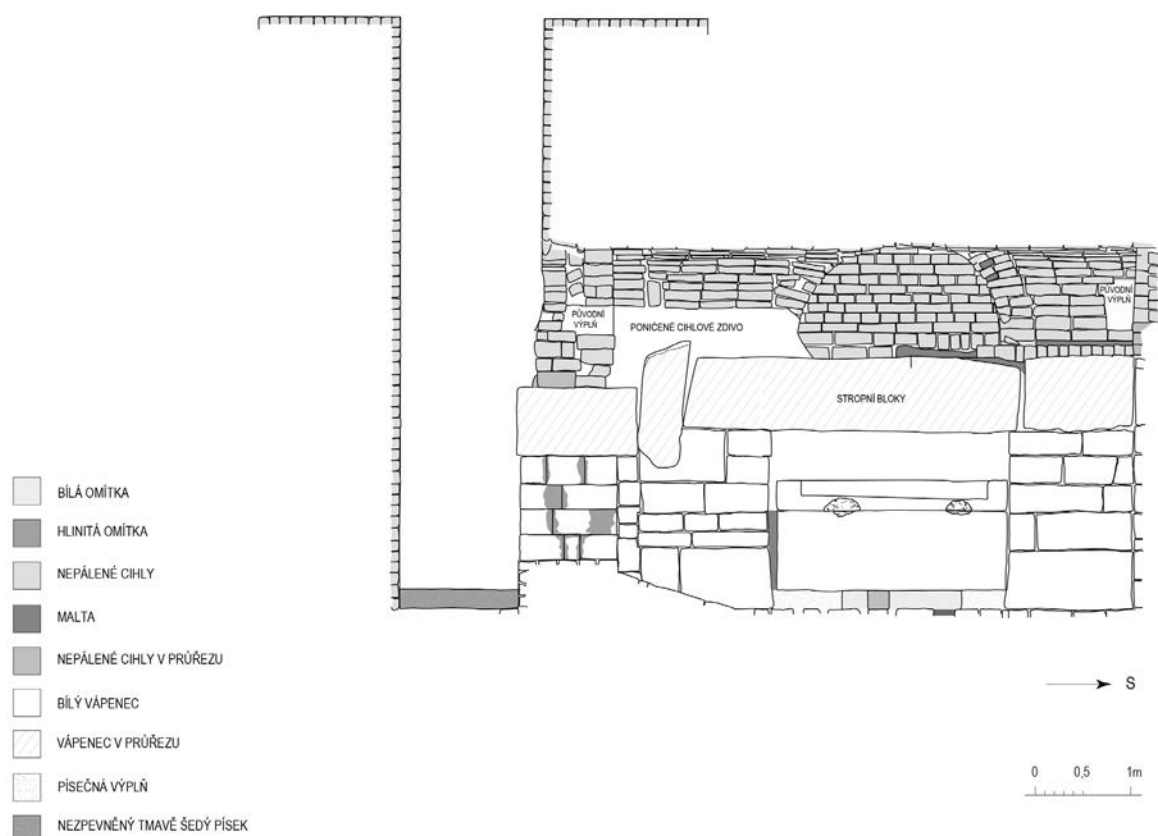 PŮVODNÍ
VÝPLŇ
PONIČENÉ CIHLOVÉ ZDIVO
PŮVODNÍ
VÝPLŇ
STROPNÍ BLOKY
BÍLÁ OMÍTKA
HLINITÁ OMÍTKA
NEPÁLENÉ CIHLY
MALTA
NEPÁLENÉ CIHLY V PRŮŘEZU
BÍLÝ VÁPENEC
VÁPENEC V PRŮŘEZU
PÍSEČNÁ VÝPLŇ
NEZPEVNĚNÝ TMAVĚ ŠEDÝ PÍSEK
S
0 0,5 1m